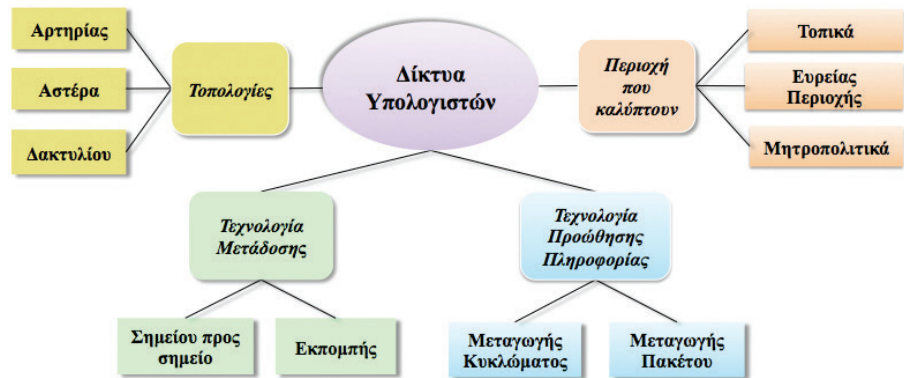 Δίκτυα
Υπολογιστών
Τοπολογίες
Αρτηρίας
Αστέρα
Δακτυλίου
Περιοχή
που
καλύπτουν
Τοπικά
Ευρείας
Περιοχής
Μητροπολιτικά
Τεχνολογία
Μετάδοσης
Σημείου προς
σημείο
Εκπομπής
Τεχνολογία
Προώθησης
Πληροφορίας
Μεταγωγής
Κυκλώματος
Μεταγωγής
Πακέτου